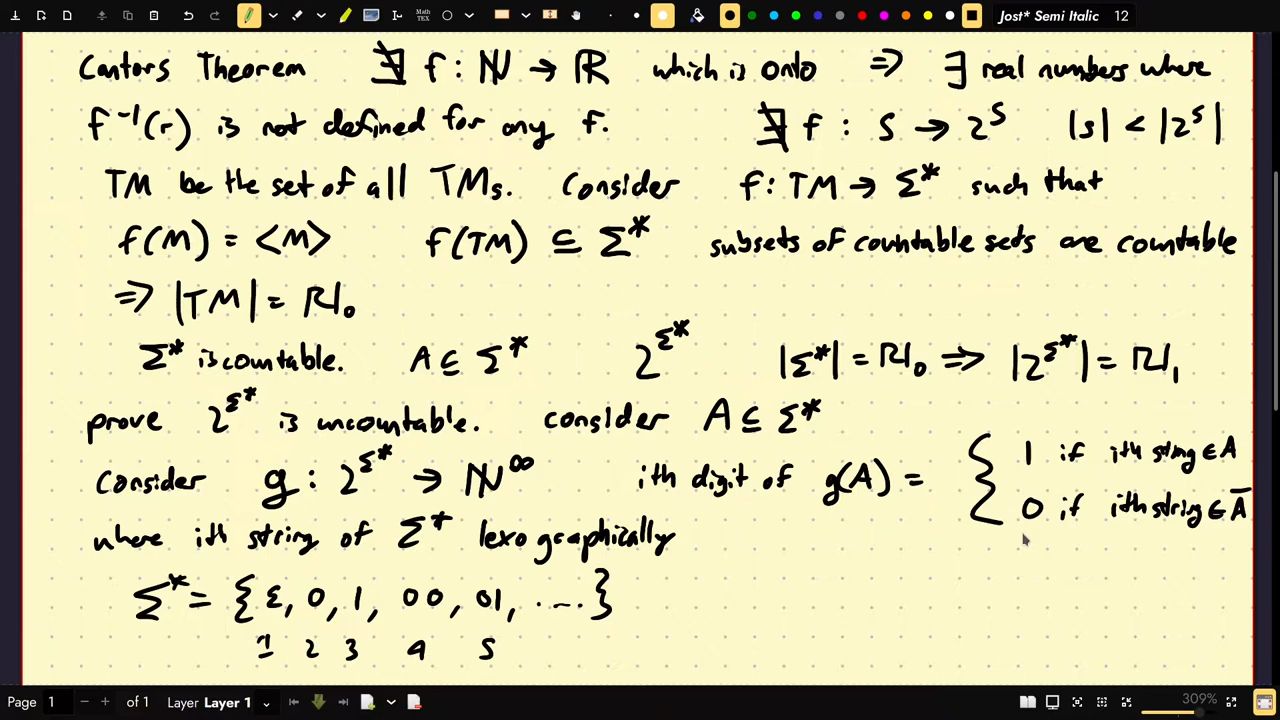 Math TEX Jost* Semi Italic 12
Cantors Theorem ∄ f : ℕ → ℝ which is onto ⇒ ∃ real numbers where
f⁻¹(r) is not defined for any f. ∄ f : S → 2^S |S| < |2^S|
TM be the set of all TMs. Consider f: TM → Σ* such that
f(M) = <M> f(TM) ⊆ Σ* subsets of countable sets are countable
⇒ |TM| = ℵ₀
Σ* is countable. A ⊆ Σ* 2^Σ* |Σ*| = ℵ₀ ⇒ |2^Σ*| = ℵ₁
prove 2^Σ* is uncountable. consider A ⊆ Σ*
Consider g : 2^Σ* → ℕ^∞ ith digit of g(A) = { 1 if ith string ∈ A
0 if ith string ∈ A̅
where ith string of Σ* lexographically
Σ* = {ε, 0, 1, 00, 01, ....}
1 2 3 4 5
Page 1 of 1 Layer Layer 1 309%